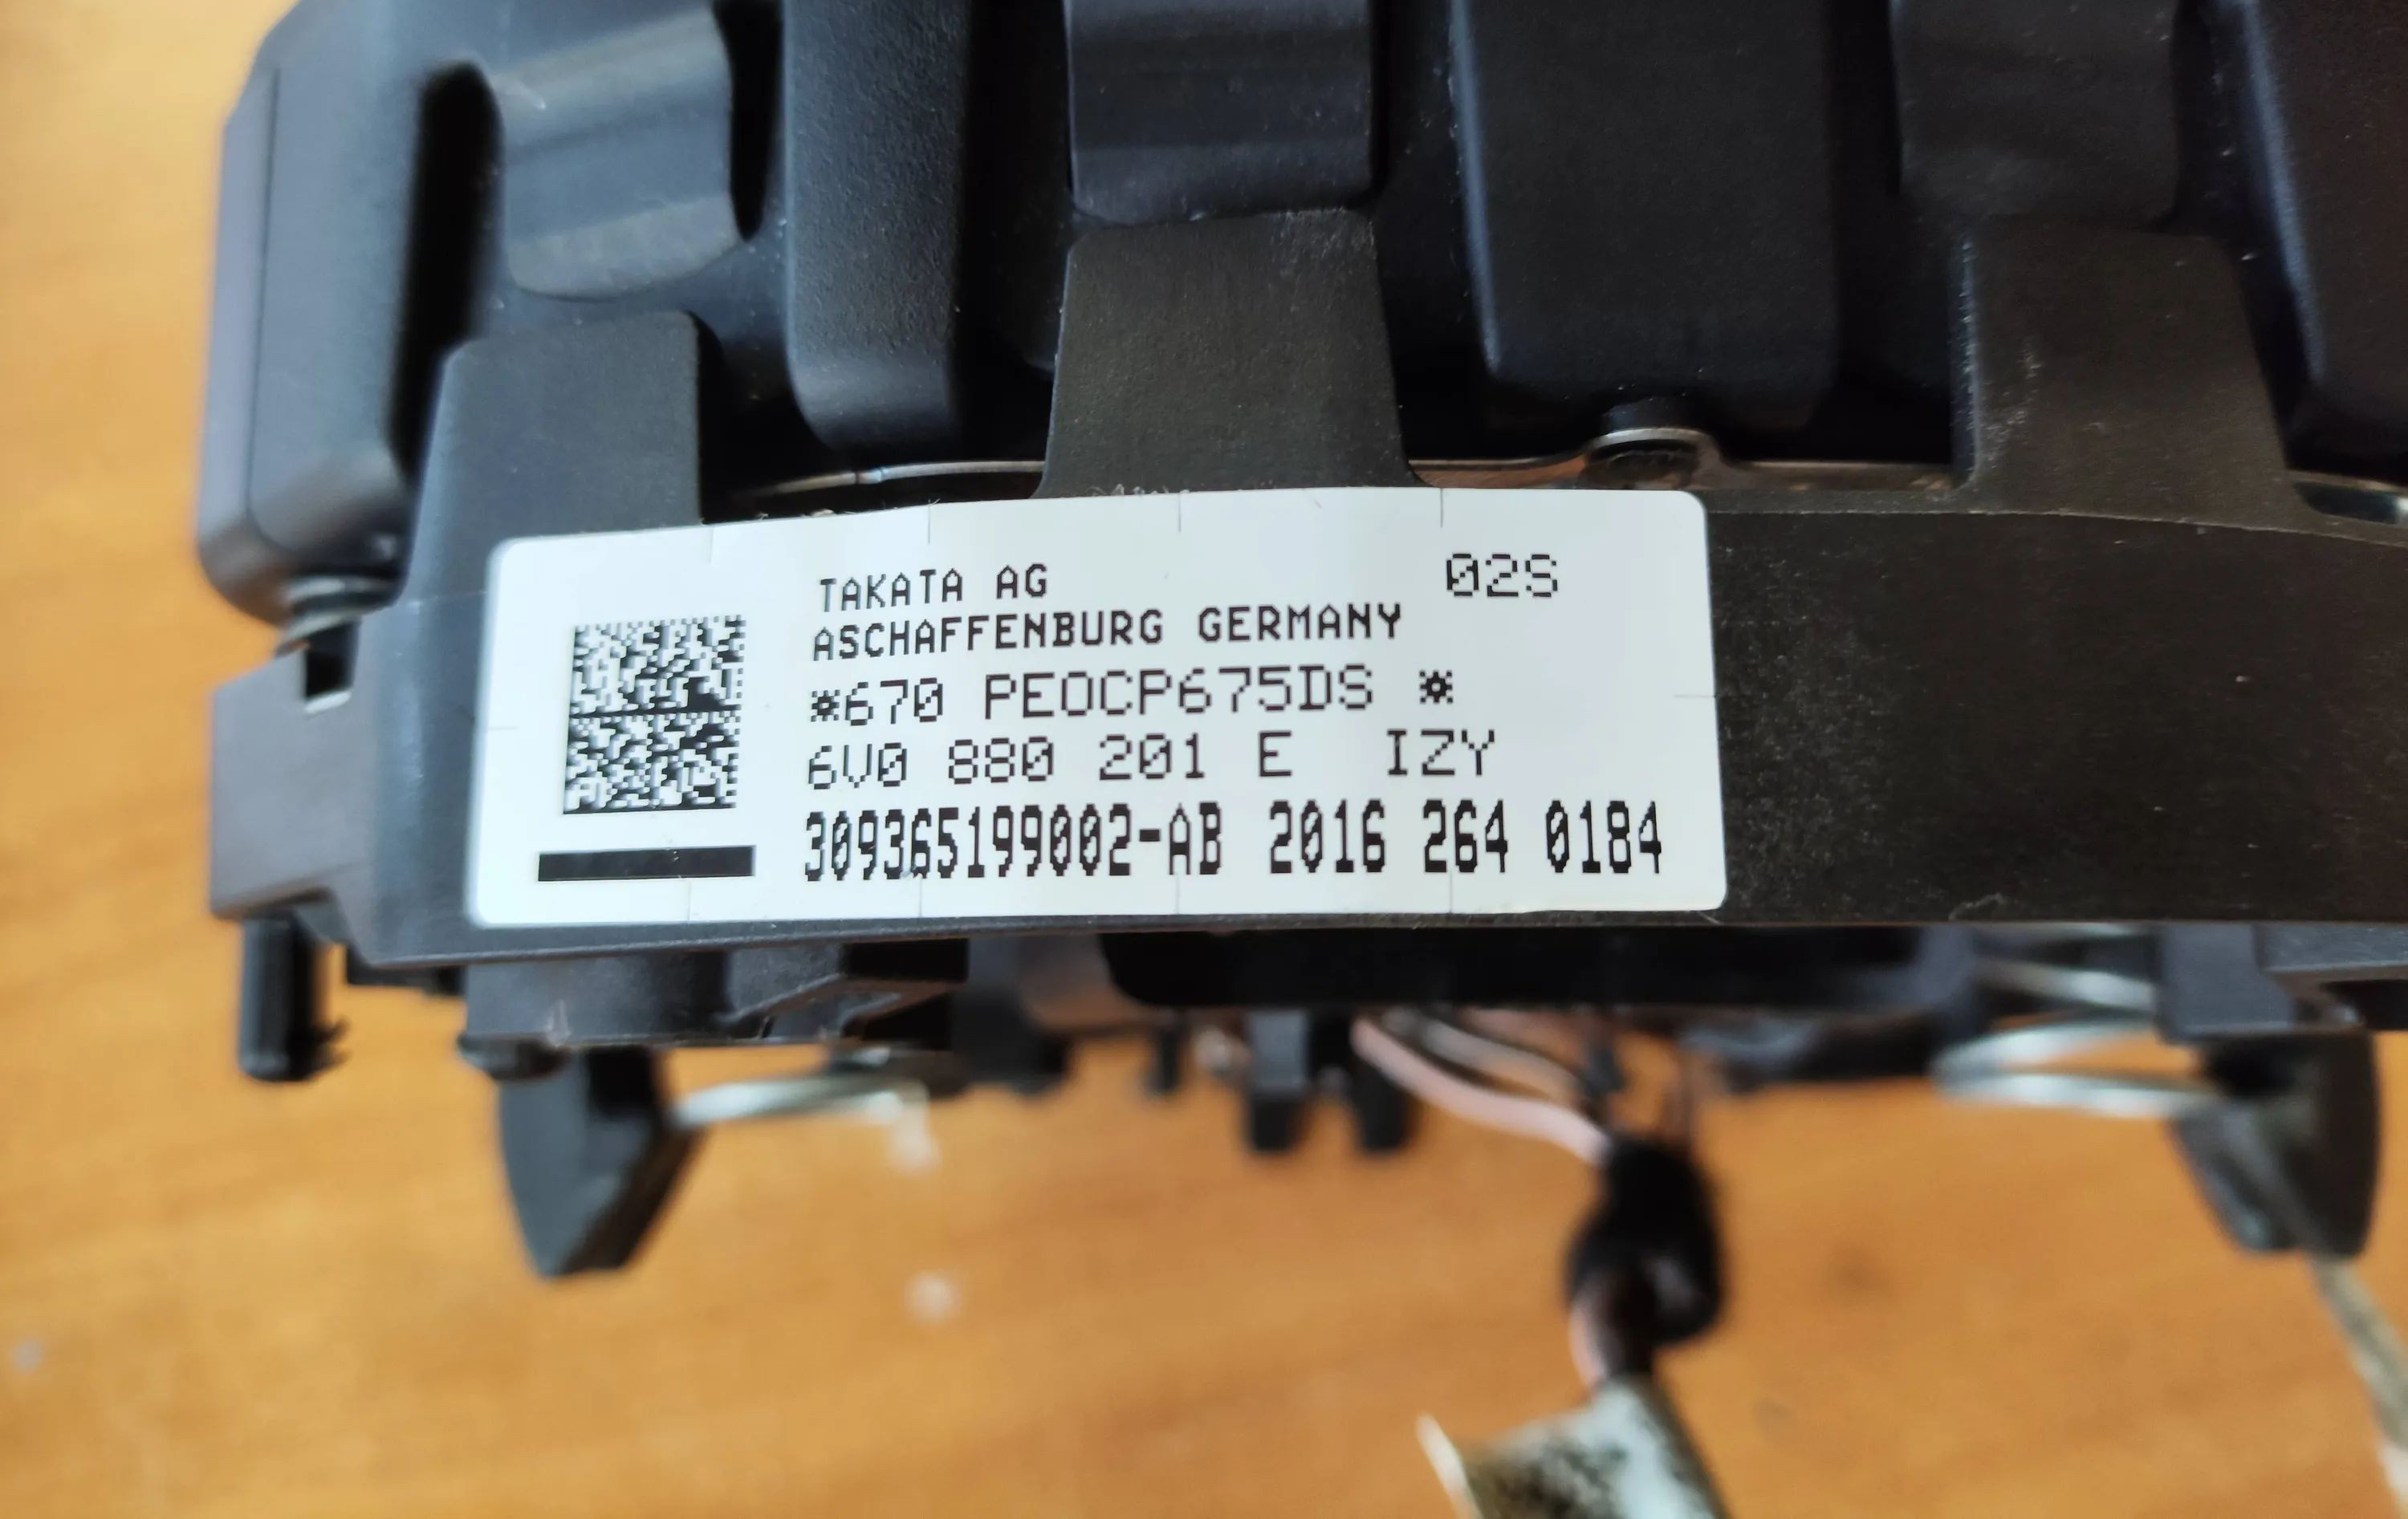 TAKATA AG 02S
ASCHAFFENBURG GERMANY
*670 PEOCP675DS *
6V0 880 201 E IZY
309365199002-AB 2016 264 0184